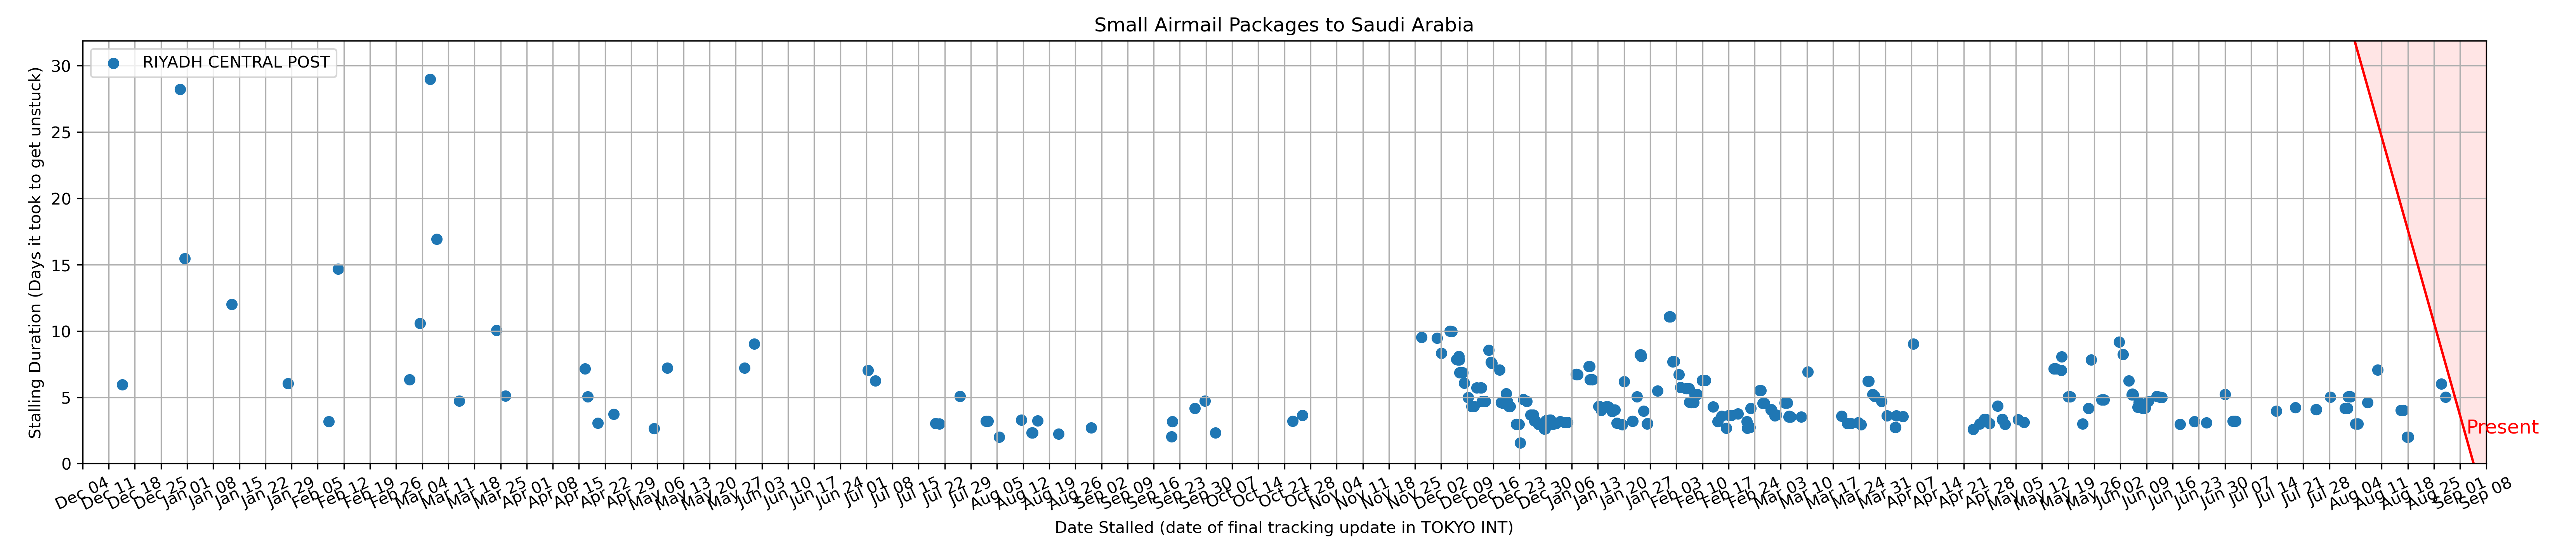 Small Airmail Packages to Saudi Arabia
RIYADH CENTRAL POST
Stalling Duration (Days it took to get unstuck)
30
25
20
15
10
5
0
Present
Dec 04 Dec 11 Dec 18 Dec 25 Jan 01 Jan 08 Jan 15 Jan 22 Jan 29 Feb 05 Feb 12 Feb 19 Feb 26 Mar 04 Mar 11 Mar 18 Mar 25 Apr 01 Apr 08 Apr 15 Apr 22 Apr 29 May 06 May 13 May 20 May 27 Jun 03 Jun 10 Jun 17 Jun 24 Jul 01 Jul 08 Jul 15 Jul 22 Jul 29 Aug 05 Aug 12 Aug 19 Aug 26 Sep 02 Sep 09 Sep 16 Sep 23 Sep 30 Oct 07 Oct 14 Oct 21 Oct 28 Nov 04 Nov 11 Nov 18 Nov 25 Dec 02 Dec 09 Dec 16 Dec 23 Dec 30 Jan 06 Jan 13 Jan 20 Jan 27 Feb 03 Feb 10 Feb 17 Feb 24 Mar 03 Mar 10 Mar 17 Mar 24 Mar 31 Apr 07 Apr 14 Apr 21 Apr 28 May 05 May 12 May 19 May 26 Jun 02 Jun 09 Jun 16 Jun 23 Jun 30 Jul 07 Jul 14 Jul 21 Jul 28 Aug 04 Aug 11 Aug 18 Aug 25 Sep 01 Sep 08
Date Stalled (date of final tracking update in TOKYO INT)